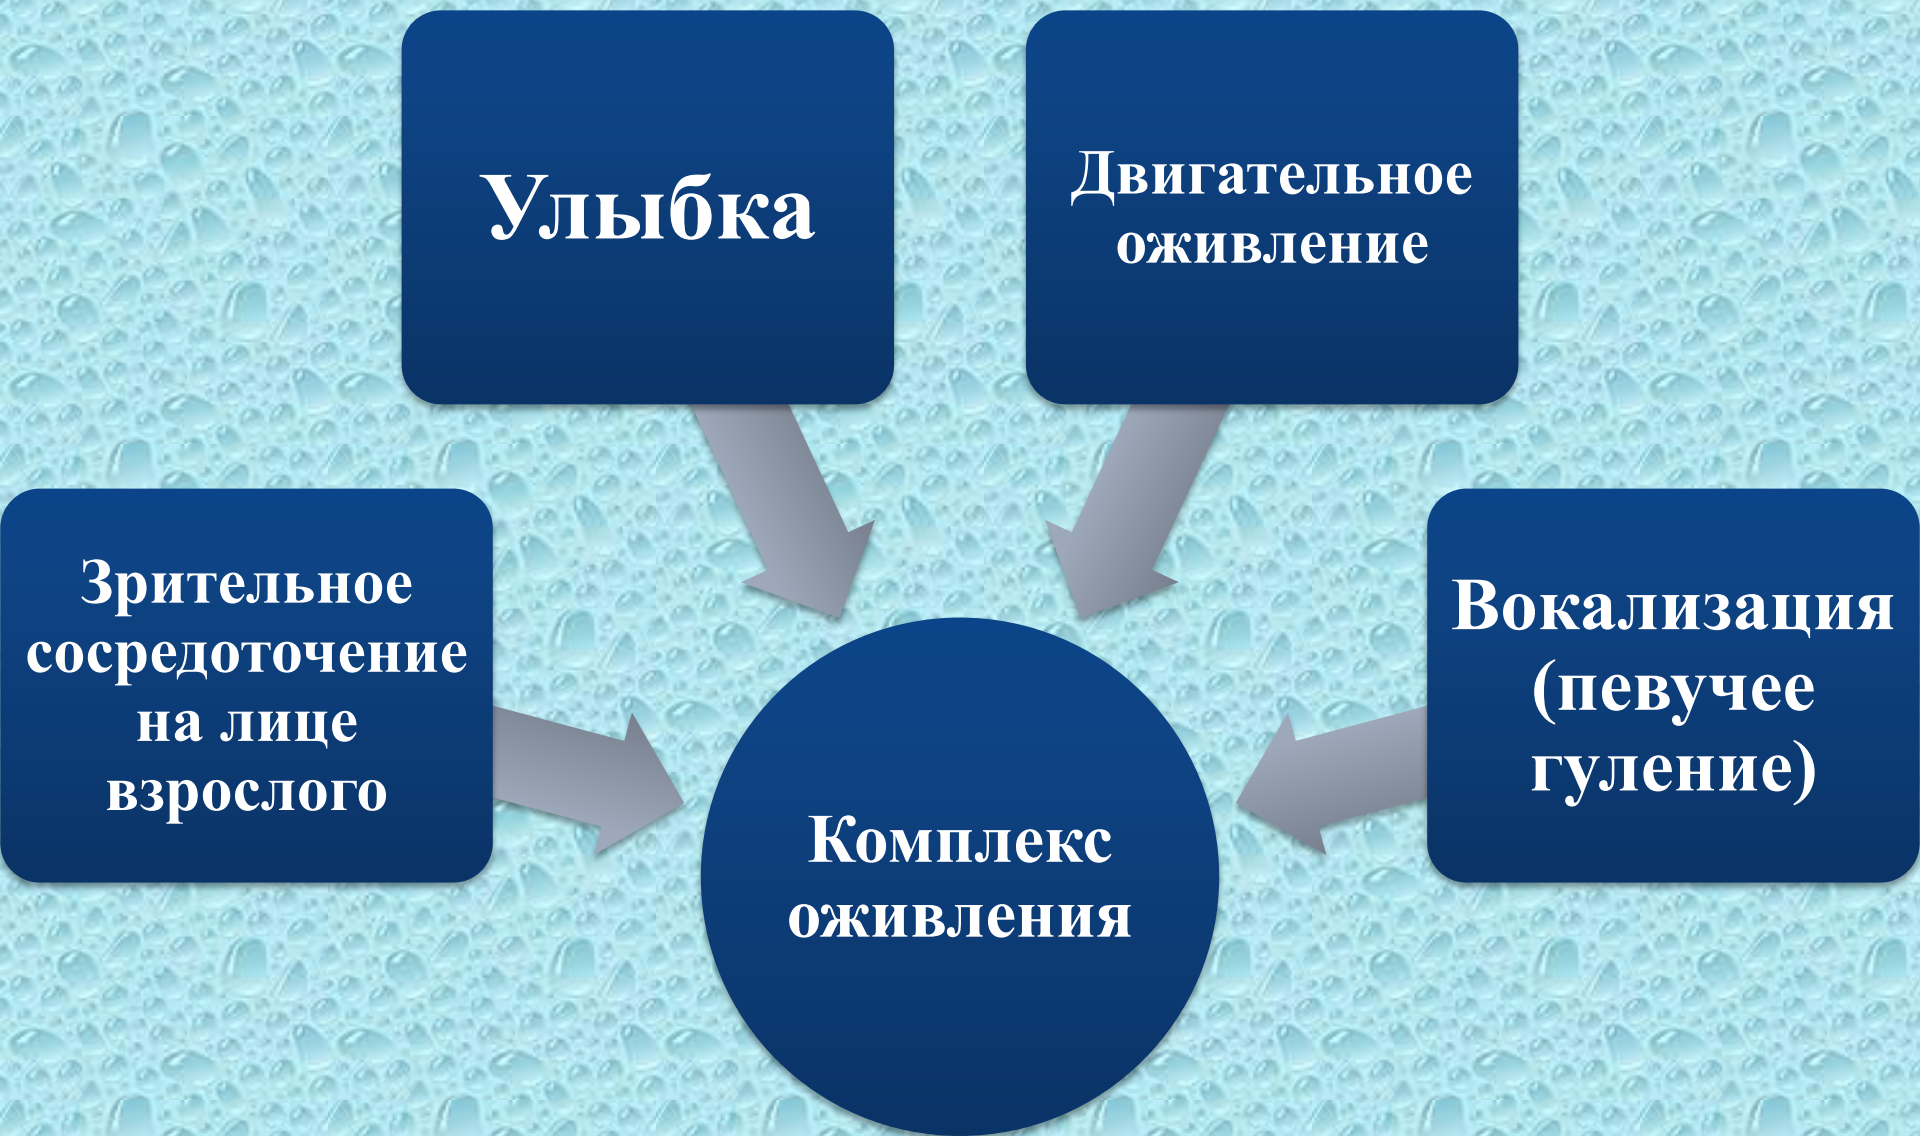 Улыбка
Двигательное
оживление
Зрительное
сосредоточение
на лице
взрослого
Вокализация
(певучее
гуление)
Комплекс
оживления